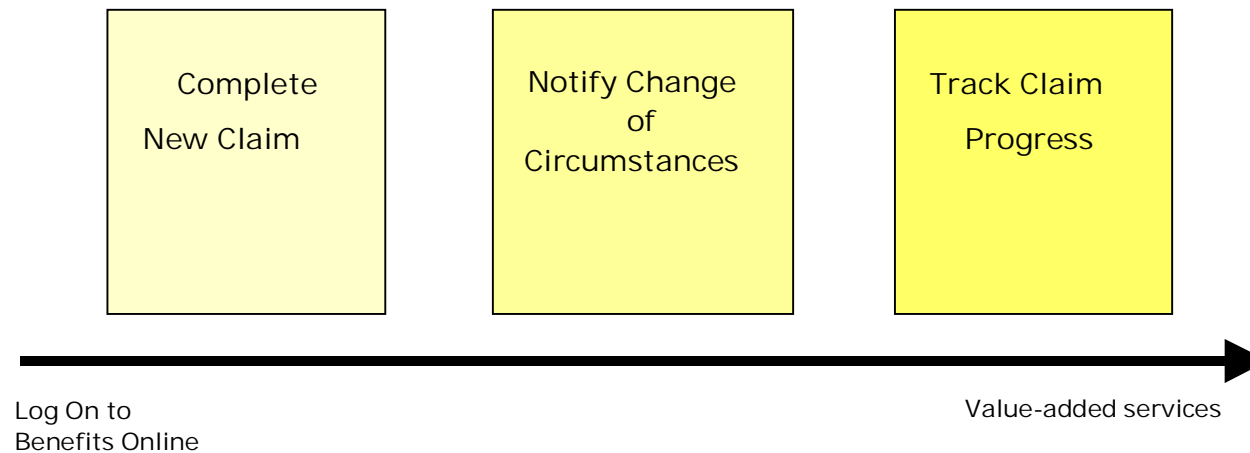 Complete
New Claim
Notify Change
of
Circumstances
Track Claim
Progress
Log On to
Benefits Online
Value-added services